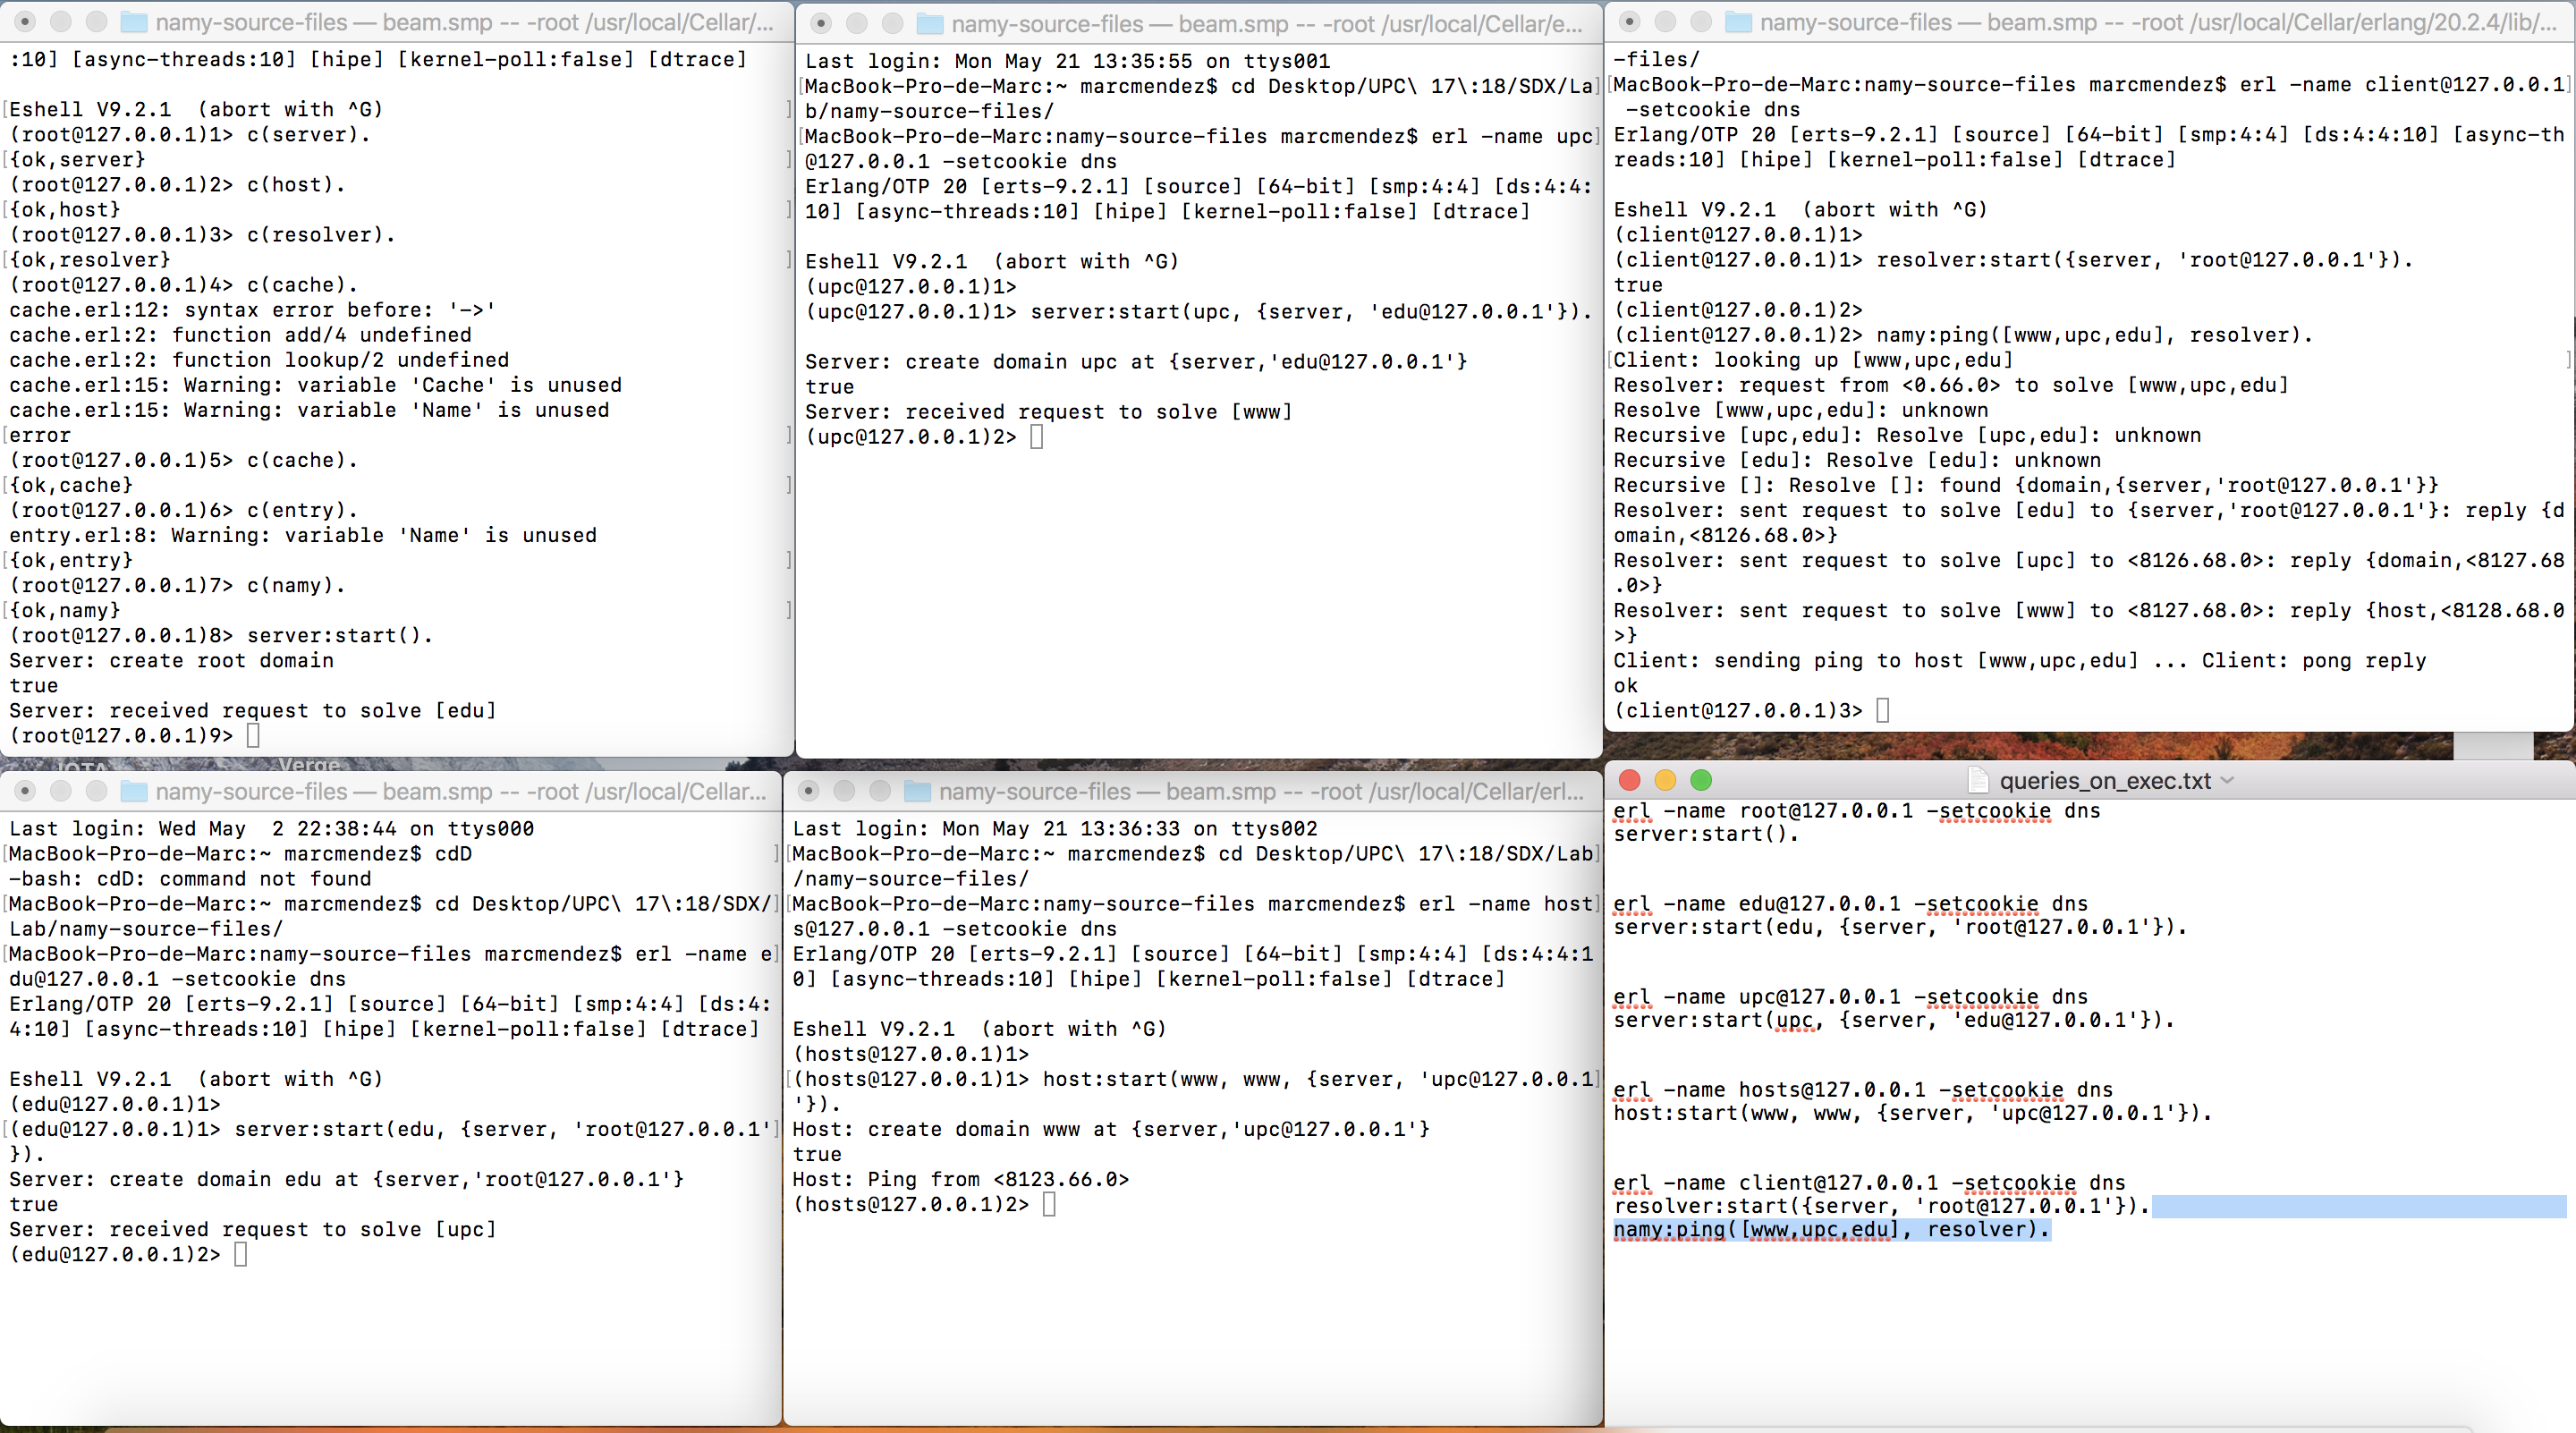 namy-source-files — beam.smp -- -root /usr/local/Cellar/...
:10] [async-threads:10] [hipe] [kernel-poll:false] [dtrace]
Eshell V9.2.1  (abort with ^G)
(root@127.0.0.1)1> c(server).
{ok,server}
(root@127.0.0.1)2> c(host).
{ok,host}
(root@127.0.0.1)3> c(resolver).
{ok,resolver}
(root@127.0.0.1)4> c(cache).
cache.erl:12: syntax error before: '->'
cache.erl:2: function add/4 undefined
cache.erl:2: function lookup/2 undefined
cache.erl:15: Warning: variable 'Cache' is unused
cache.erl:15: Warning: variable 'Name' is unused
error
(root@127.0.0.1)5> c(cache).
{ok,cache}
(root@127.0.0.1)6> c(entry).
entry.erl:8: Warning: variable 'Name' is unused
{ok,entry}
(root@127.0.0.1)7> c(namy).
{ok,namy}
(root@127.0.0.1)8> server:start().
Server: create root domain
true
Server: received request to solve [edu]
(root@127.0.0.1)9>
namy-source-files — beam.smp -- -root /usr/local/Cellar/e...
Last login: Mon May 21 13:35:55 on ttys001
[MacBook-Pro-de-Marc:~ marcmendez$ cd Desktop/UPC\ 17\:18/SDX/La]
b/namy-source-files/
[MacBook-Pro-de-Marc:namy-source-files marcmendez$ erl -name upc]
@127.0.0.1 -setcookie dns
Erlang/OTP 20 [erts-9.2.1] [source] [64-bit] [smp:4:4] [ds:4:4:
10] [async-threads:10] [hipe] [kernel-poll:false] [dtrace]
Eshell V9.2.1  (abort with ^G)
(upc@127.0.0.1)1>
(upc@127.0.0.1)1> server:start(upc, {server, 'edu@127.0.0.1'}).
Server: create domain upc at {server,'edu@127.0.0.1'}
true
Server: received request to solve [www]
(upc@127.0.0.1)2>
namy-source-files — beam.smp -- -root /usr/local/Cellar/erlang/20.2.4/lib/...
-files/
[MacBook-Pro-de-Marc:namy-source-files marcmendez$ erl -name client@127.0.0.1]
 -setcookie dns
Erlang/OTP 20 [erts-9.2.1] [source] [64-bit] [smp:4:4] [ds:4:4:10] [async-th
reads:10] [hipe] [kernel-poll:false] [dtrace]
Eshell V9.2.1  (abort with ^G)
(client@127.0.0.1)1>
(client@127.0.0.1)1> resolver:start({server, 'root@127.0.0.1'}).
true
(client@127.0.0.1)2>
(client@127.0.0.1)2> namy:ping([www,upc,edu], resolver).
Client: looking up [www,upc,edu]
Resolver: request from <0.66.0> to solve [www,upc,edu]
Resolve [www,upc,edu]: unknown
Recursive [upc,edu]: Resolve [upc,edu]: unknown
Recursive [edu]: Resolve [edu]: unknown
Recursive []: Resolve []: found {domain,{server,'root@127.0.0.1'}}
Resolver: sent request to solve [edu] to {server,'root@127.0.0.1'}: reply {d
omain,<8126.68.0>}
Resolver: sent request to solve [upc] to <8126.68.0>: reply {domain,<8127.68
.0>}
Resolver: sent request to solve [www] to <8127.68.0>: reply {host,<8128.68.0
>}
Client: sending ping to host [www,upc,edu] ... Client: pong reply
ok
(client@127.0.0.1)3>
IOTA
Verge
namy-source-files — beam.smp -- -root /usr/local/Cellar...
Last login: Wed May  2 22:38:44 on ttys000
[MacBook-Pro-de-Marc:~ marcmendez$ cdD
-bash: cdD: command not found
[MacBook-Pro-de-Marc:~ marcmendez$ cd Desktop/UPC\ 17\:18/SDX/]
Lab/namy-source-files/
[MacBook-Pro-de-Marc:namy-source-files marcmendez$ erl -name e]
du@127.0.0.1 -setcookie dns
Erlang/OTP 20 [erts-9.2.1] [source] [64-bit] [smp:4:4] [ds:4:
4:10] [async-threads:10] [hipe] [kernel-poll:false] [dtrace]
Eshell V9.2.1  (abort with ^G)
(edu@127.0.0.1)1>
[(edu@127.0.0.1)1> server:start(edu, {server, 'root@127.0.0.1']
}).
Server: create domain edu at {server,'root@127.0.0.1'}
true
Server: received request to solve [upc]
(edu@127.0.0.1)2>
namy-source-files — beam.smp -- -root /usr/local/Cellar/erl...
Last login: Mon May 21 13:36:33 on ttys002
[MacBook-Pro-de-Marc:~ marcmendez$ cd Desktop/UPC\ 17\:18/SDX/Lab]
/namy-source-files/
[MacBook-Pro-de-Marc:namy-source-files marcmendez$ erl -name host]
s@127.0.0.1 -setcookie dns
Erlang/OTP 20 [erts-9.2.1] [source] [64-bit] [smp:4:4] [ds:4:4:1
0] [async-threads:10] [hipe] [kernel-poll:false] [dtrace]
Eshell V9.2.1  (abort with ^G)
(hosts@127.0.0.1)1>
[(hosts@127.0.0.1)1> host:start(www, www, {server, 'upc@127.0.0.1]
'}).
Host: create domain www at {server,'upc@127.0.0.1'}
true
Host: Ping from <8123.66.0>
(hosts@127.0.0.1)2>
queries_on_exec.txt
erl -name root@127.0.0.1 -setcookie dns
server:start().
erl -name edu@127.0.0.1 -setcookie dns
server:start(edu, {server, 'root@127.0.0.1'}).
erl -name upc@127.0.0.1 -setcookie dns
server:start(upc, {server, 'edu@127.0.0.1'}).
erl -name hosts@127.0.0.1 -setcookie dns
host:start(www, www, {server, 'upc@127.0.0.1'}).
erl -name client@127.0.0.1 -setcookie dns
resolver:start({server, 'root@127.0.0.1'}).
namy:ping([www,upc,edu], resolver).